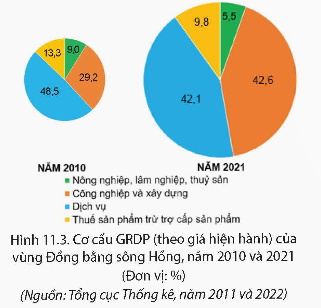 13,3
9,0
29,2
48,5
9,8
5,5
42,6
42,1
NĂM 2010
NĂM 2021
Nông nghiệp, lâm nghiệp, thuỷ sản
Công nghiệp và xây dựng
Dịch vụ
Thuế sản phẩm trừ trợ cấp sản phẩm
Hình 11.3. Cơ cấu GRDP (theo giá hiện hành) của
vùng Đồng bằng sông Hồng, năm 2010 và 2021
(Đơn vị: %)
(Nguồn: Tổng cục Thống kê, năm 2011 và 2022)